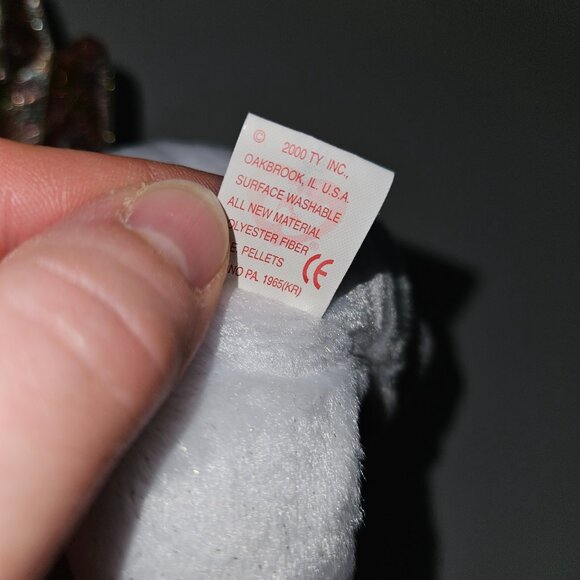 © 2000 TY INC.,
OAKBROOK, IL. U.S.A.
SURFACE WASHABLE
ALL NEW MATERIAL
OLYESTER FIBER
E. PELLETS
NO PA. 1965(KR)
CE